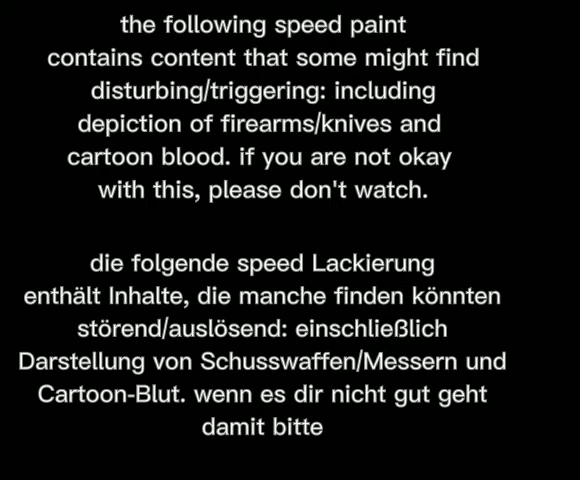 the following speed paint
contains content that some might find
disturbing/triggering: including
depiction of firearms/knives and
cartoon blood. if you are not okay
with this, please don't watch.
die folgende speed Lackierung
enthält Inhalte, die manche finden könnten
störend/auslösend: einschließlich
Darstellung von Schusswaffen/Messern und
Cartoon-Blut. wenn es dir nicht gut geht
damit bitte